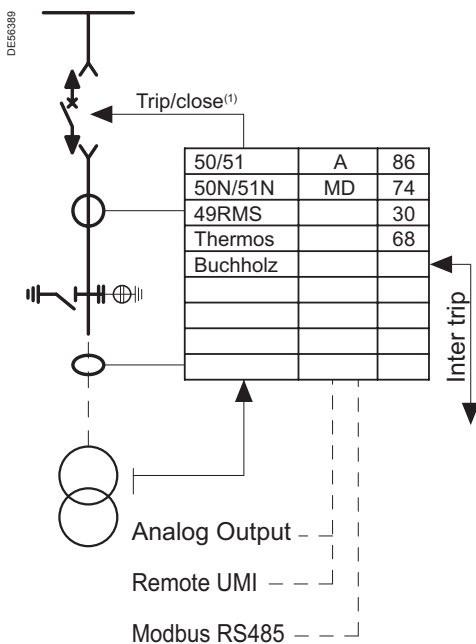 DE56389
Trip/close(1)
50/51 A 86
50N/51N MD 74
49RMS 30
Thermos 68
Buchholz
Inter trip
Analog Output
Remote UMI
Modbus RS485